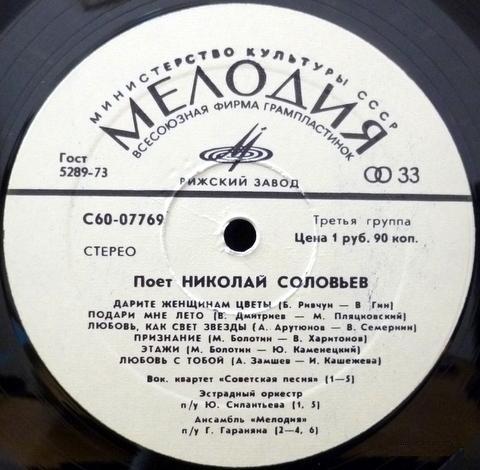 МИНИСТЕРСТВО КУЛЬТУРЫ СССР
МЕЛОДИЯ
ВСЕСОЮЗНАЯ ФИРМА ГРАМПЛАСТИНОК
Гост
5289-73
33
РИЖСКИЙ ЗАВОД
С60-07769
Третья группа
Цена 1 руб. 90 коп.
СТЕРЕО
Поет НИКОЛАЙ СОЛОВЬЕВ
ДАРИТЕ ЖЕНЩИНАМ ЦВЕТЫ (Б. Ривчун — В Гин)
ПОДАРИ МНЕ ЛЕТО (В. Дмитриев — М. Пляцковский)
ЛЮБОВЬ, КАК СВЕТ ЗВЕЗДЫ (А. Арутюнов — В. Семернин)
ПРИЗНАНИЕ (М. Болотин — В. Харитонов)
ЭТАЖИ (М. Болотин — Ю. Каменецкий)
ЛЮБОВЬ С ТОБОЙ (А. Замшев — И. Кашежева)
Вок. квартет «Советская песня» (1—5)
Эстрадный оркестр
п/у Ю. Силантьева (1, 5)
Ансамбль «Мелодия»
п/у Г. Гараняна (2—4, 6)